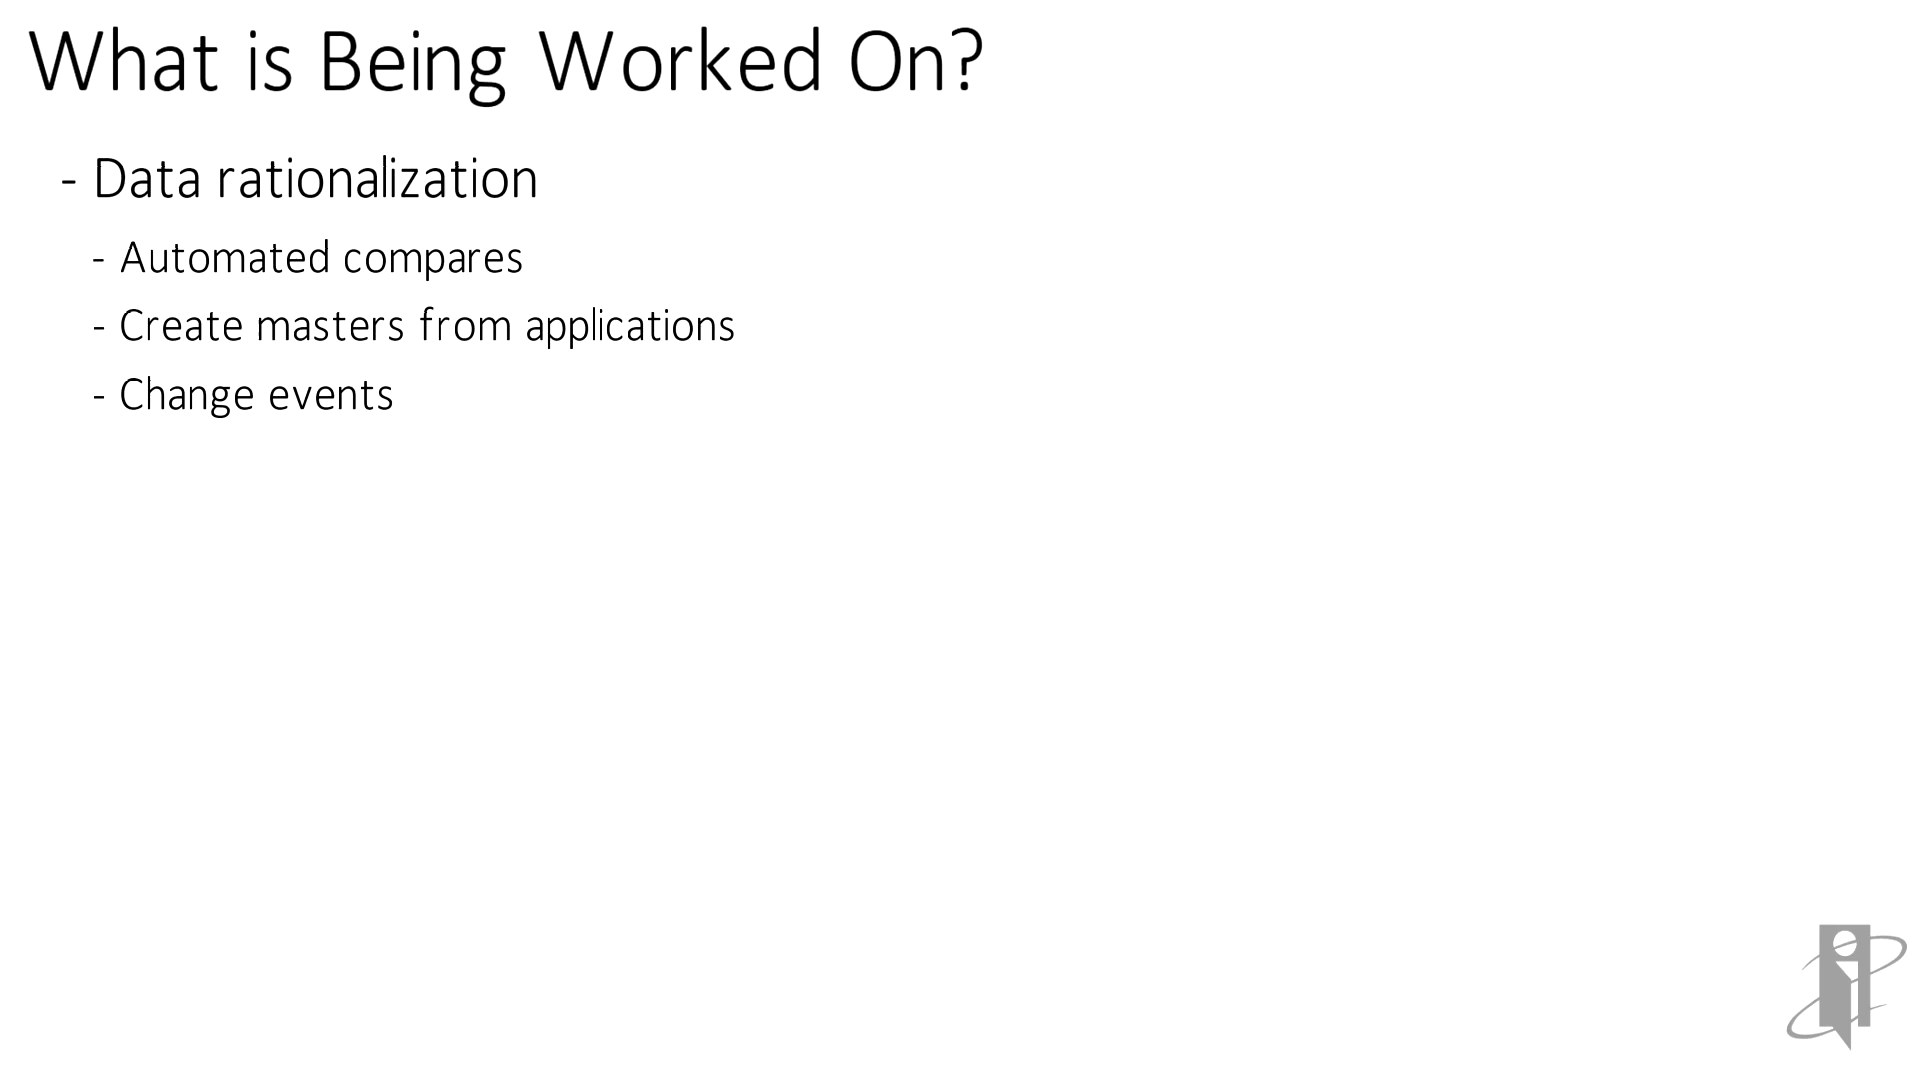 What is Being Worked On?
- Data rationalization
- Automated compares
- Create masters from applications
- Change events